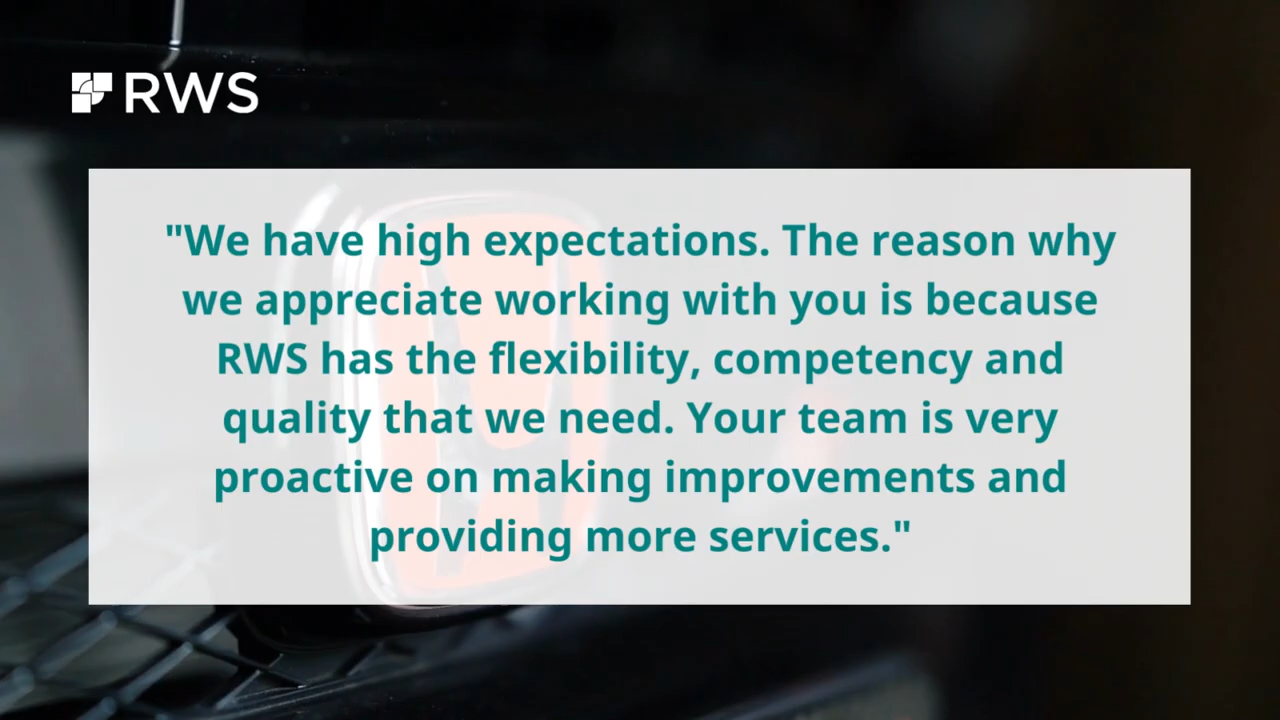 RWS
"We have high expectations. The reason why
we appreciate working with you is because
RWS has the flexibility, competency and
quality that we need. Your team is very
proactive on making improvements and
providing more services."